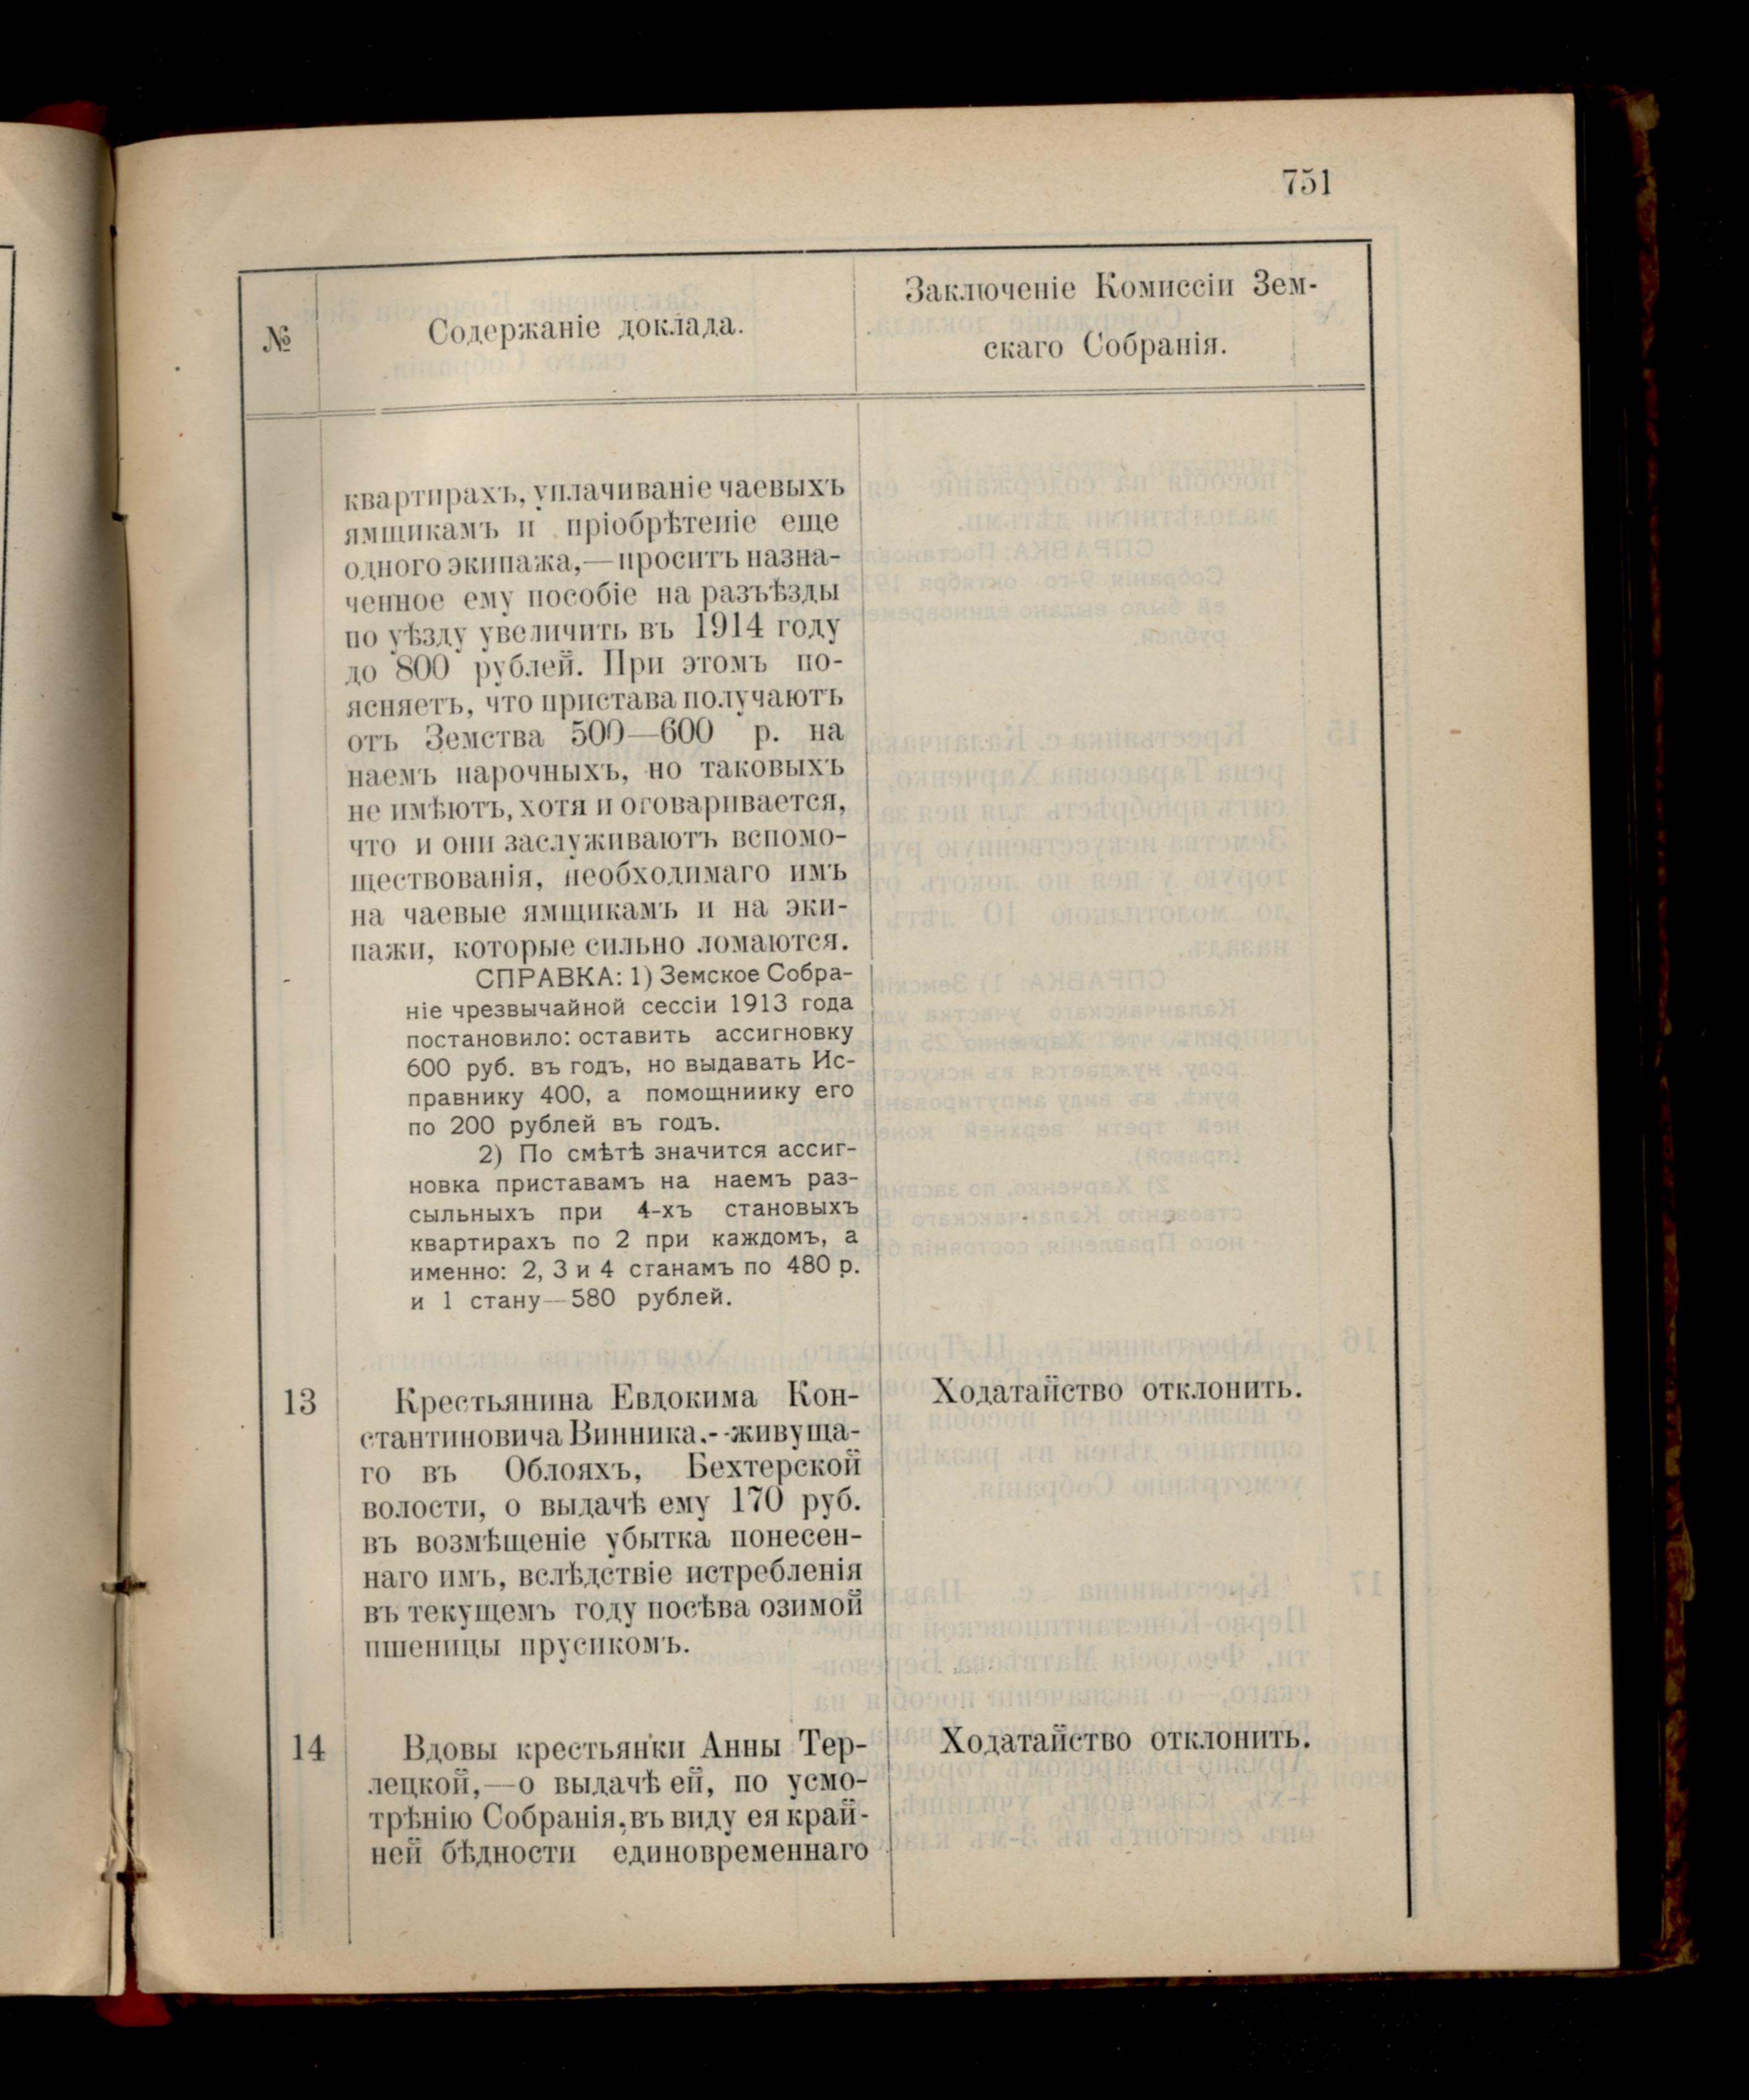 751
№
Содержаніе доклада.
Заключеніе Комиссіи Зем-
скаго Собранія.
квартирахъ, уплачиваніе чаевыхъ
ямщикамъ и пріобрѣтеніе еще
одного экипажа,—проситъ назна-
ченное ему пособіе на разъѣзды
по уѣзду увеличить въ 1914 году
до 800 рублей. При этомъ по-
ясняетъ, что пристава получаютъ
отъ Земства 500—600 р. на
наемъ нарочныхъ, но таковыхъ
не имѣютъ, хотя и оговаривается,
что и они заслуживаютъ вспомо-
ществованія, необходимаго имъ
на чаевые ямщикамъ и на эки-
пажи, которые сильно ломаются.
СПРАВКА: 1) Земское Собра-
ніе чрезвычайной сессіи 1913 года
постановило: оставить ассигновку
600 руб. въ годъ, но выдавать Ис-
правнику 400, а помощниику его
по 200 рублей въ годъ.
2) По смѣтѣ значится ассиг-
новка приставамъ на наемъ раз-
сыльныхъ при 4-хъ становыхъ
квартирахъ по 2 при каждомъ, а
именно: 2, 3 и 4 станамъ по 480 р.
и 1 стану—580 рублей.
13
Крестьянина Евдокима Кон-
стантиновича Винника.--живуща-
го въ Облояхъ, Бехтерской
волости, о выдачѣ ему 170 руб.
въ возмѣщеніе убытка понесен-
наго имъ, вслѣдствіе истребленія
въ текущемъ году посѣва озимой
пшеницы прусикомъ.
Ходатайство отклонить.
14
Вдовы крестьянки Анны Тер-
лецкой,—о выдачѣ ей, по усмо-
трѣнію Собранія, въ виду ея край-
ней бѣдности единовременнаго
Ходатайство отклонить.